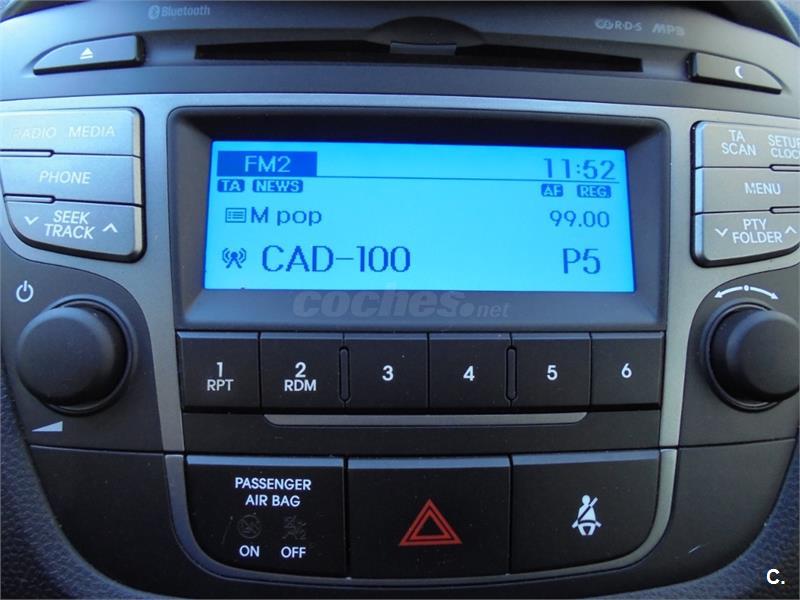 Bluetooth
R·D·S MP3
RADIO MEDIA
PHONE
SEEK
TRACK
TA
SCAN
SETUP
CLOCK
MENU
PTY
FOLDER
FM2 11:52
TA NEWS AF REG
M pop 99.00
CAD-100 P5
coches.net
1
RPT
2
RDM
3
4
5
6
PASSENGER
AIR BAG
ON OFF
C.